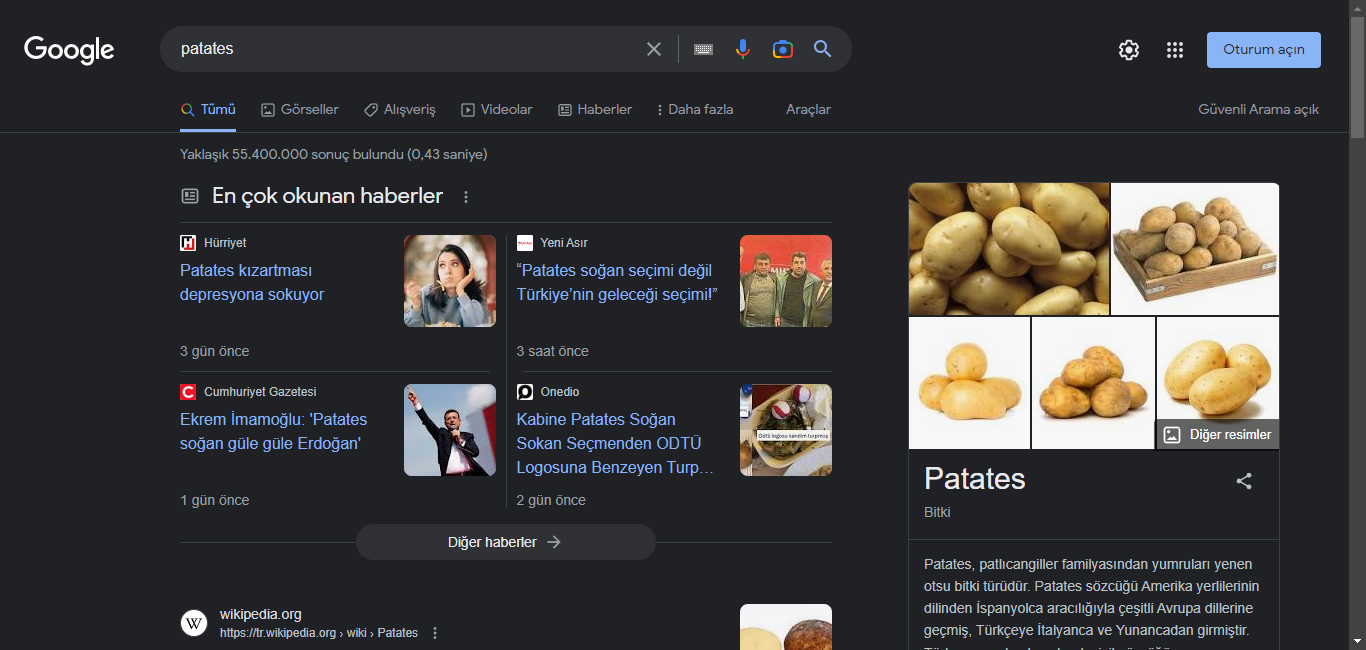 Google
patates
Oturum açın
Tümü
Görseller
Alışveriş
Videolar
Haberler
Daha fazla
Araçlar
Güvenli Arama açık
Yaklaşık 55.400.000 sonuç bulundu (0,43 saniye)
En çok okunan haberler
Hürriyet
Patates kızartması
depresyona sokuyor
3 gün önce
Yeni Asır
“Patates soğan seçimi değil
Türkiye’nin geleceği seçimi!”
3 saat önce
Cumhuriyet Gazetesi
Ekrem İmamoğlu: 'Patates
soğan güle güle Erdoğan'
1 gün önce
Onedio
Kabine Patates Soğan
Sokan Seçmenden ODTÜ
Logosuna Benzeyen Turp...
Ödtü logosu sandım turpmuş
2 gün önce
Diğer haberler
W
wikipedia.org
https://tr.wikipedia.org › wiki › Patates
Diğer resimler
Patates
Bitki
Patates, patlıcangiller familyasından yumruları yenen
otsu bitki türüdür. Patates sözcüğü Amerika yerlilerinin
dilinden İspanyolca aracılığıyla çeşitli Avrupa dillerine
geçmiş, Türkçeye İtalyanca ve Yunancadan girmiştir.